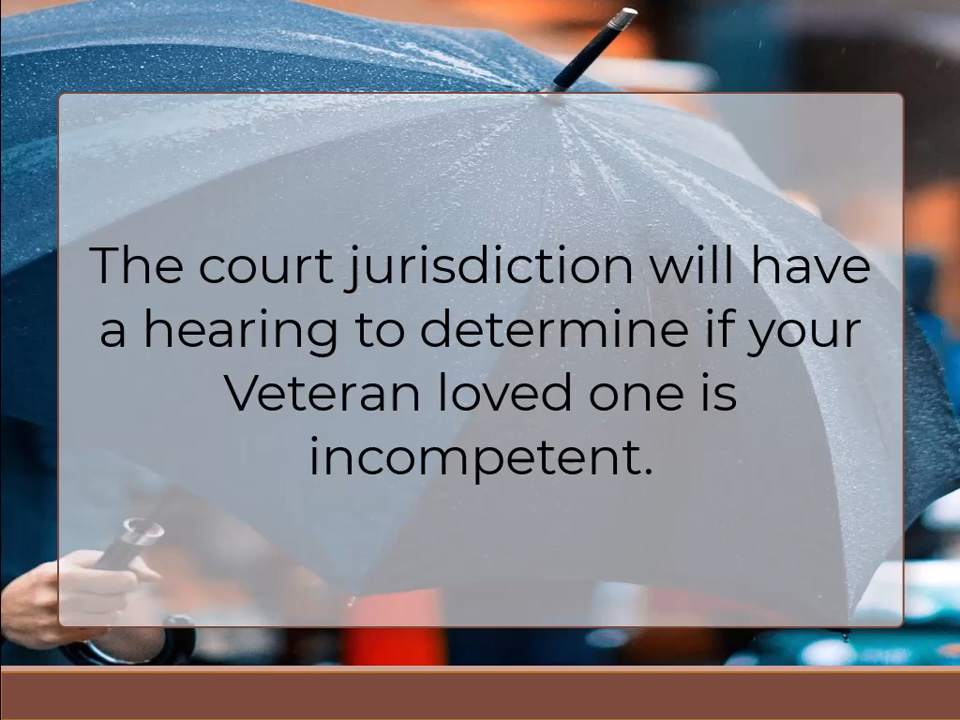 The court jurisdiction will have
a hearing to determine if your
Veteran loved one is
incompetent.